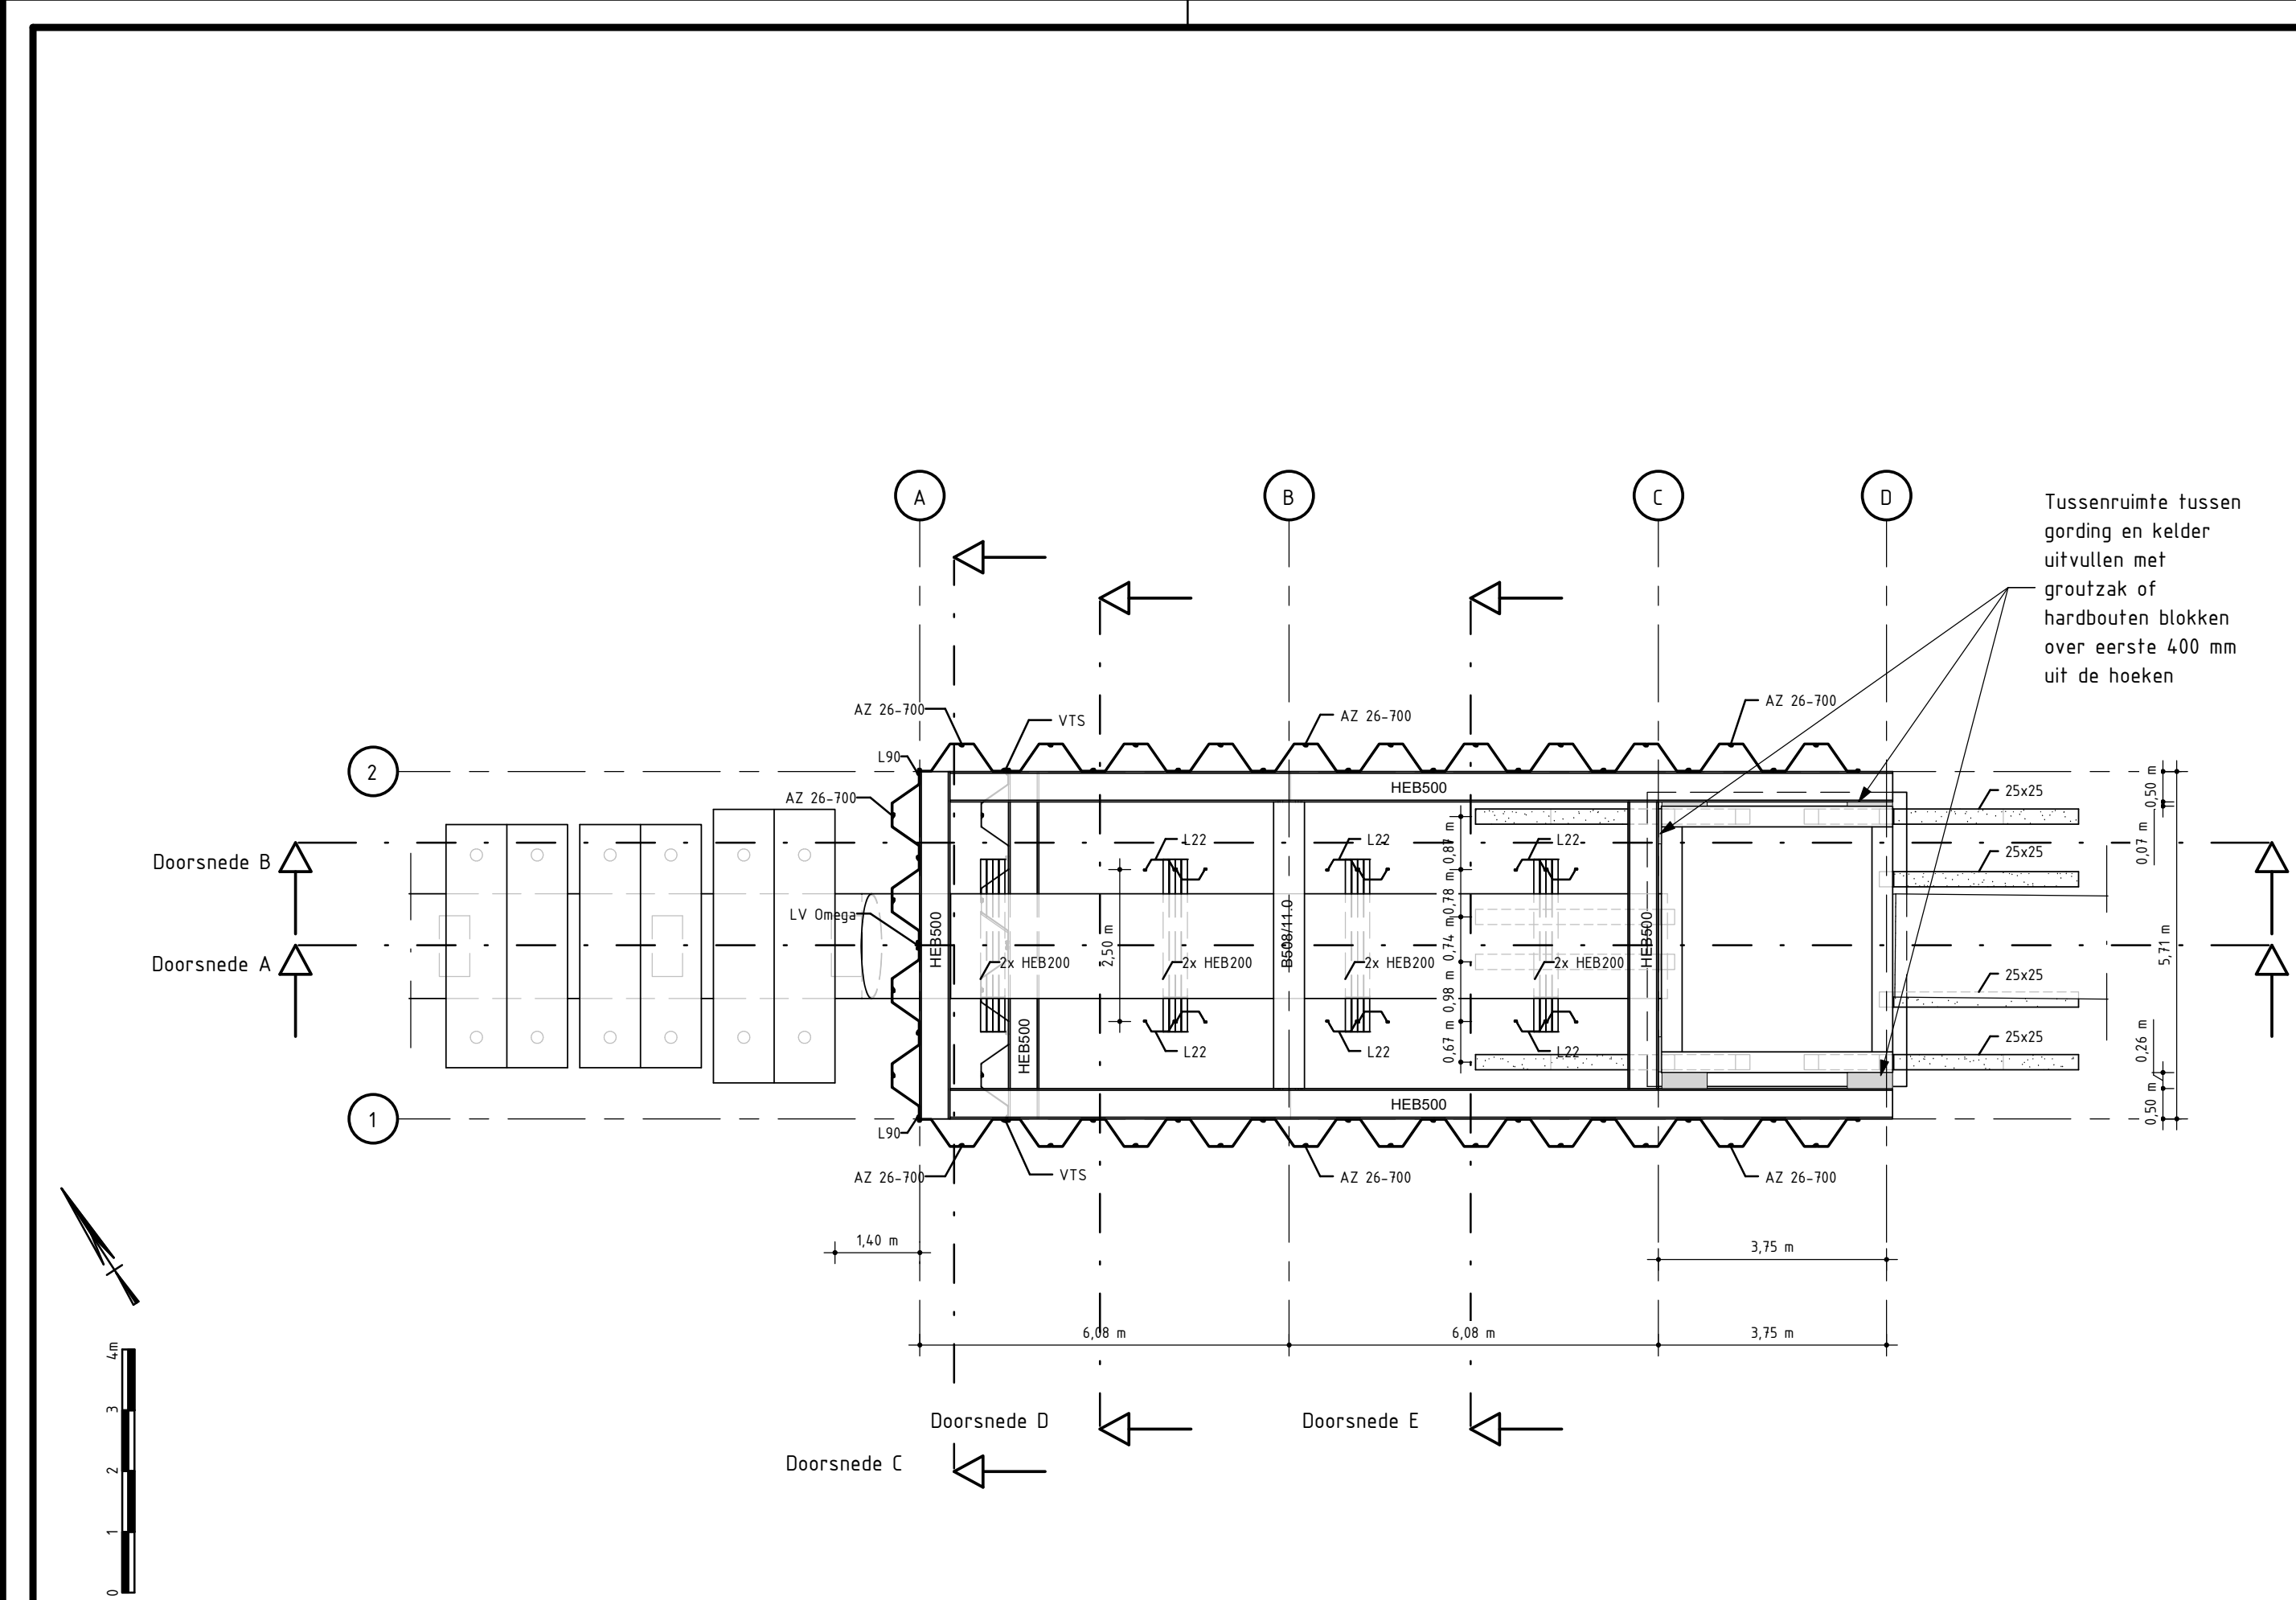 A
B
C
D
Tussenruimte tussen
gording en kelder
uitvullen met
groutzak of
hardbouten blokken
over eerste 400 mm
uit de hoeken
AZ 26-700
VTS
AZ 26-700
AZ 26-700
2
L90
AZ 26-700
HEB500
25x25
0,50 m
Doorsnede B
L22
L22
L22
0,87 m
25x25
0,07 m
LV Omega
HEB500
2,50 m
B508/11.0
0,78 m
0,74 m
HEB500
5,71 m
Doorsnede A
2x HEB200
2x HEB200
2x HEB200
2x HEB200
25x25
0,98 m
HEB500
L22
L22
L22
0,67 m
25x25
0,26 m
1
L90
HEB500
0,50 m
AZ 26-700
VTS
AZ 26-700
AZ 26-700
1,40 m
3,75 m
6,08 m
6,08 m
3,75 m
4m
3
2
1
0
Doorsnede D
Doorsnede E
Doorsnede C